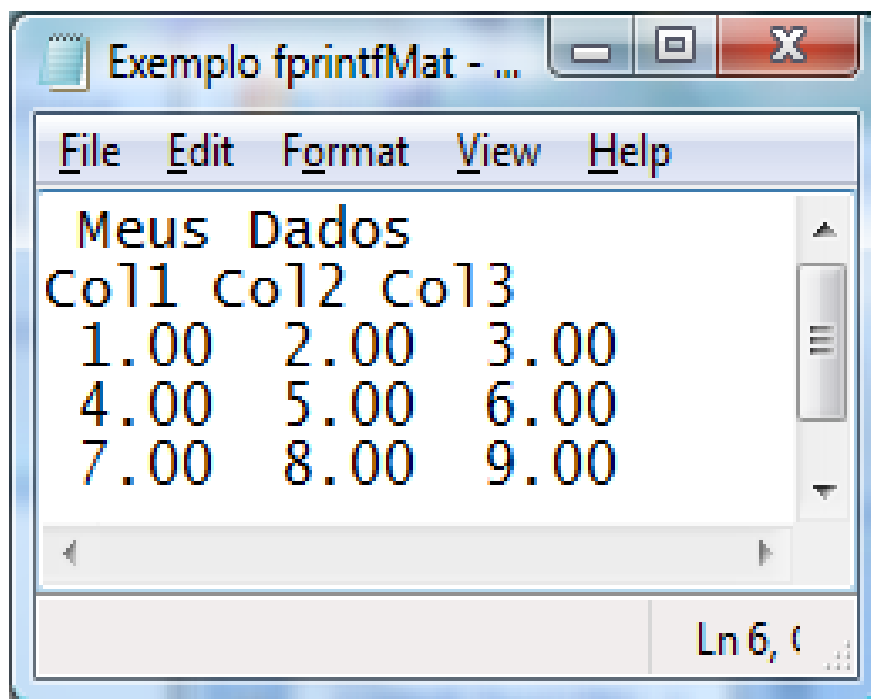 Exemplo fprintfMat - ...
File Edit Format View Help
Meus Dados
Col1 Col2 Col3
1.00 2.00 3.00
4.00 5.00 6.00
7.00 8.00 9.00
Ln 6,